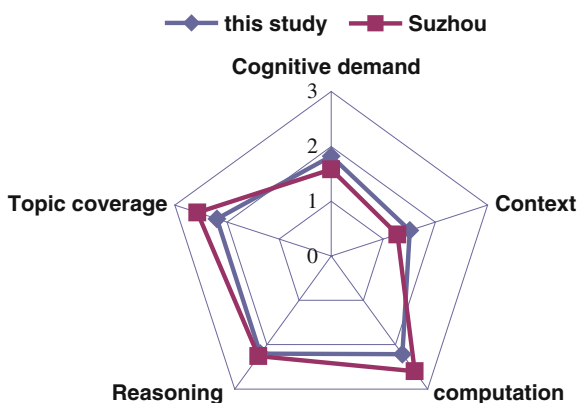 this study Suzhou
Cognitive demand
3
2
Topic coverage Context
1
0
Reasoning computation